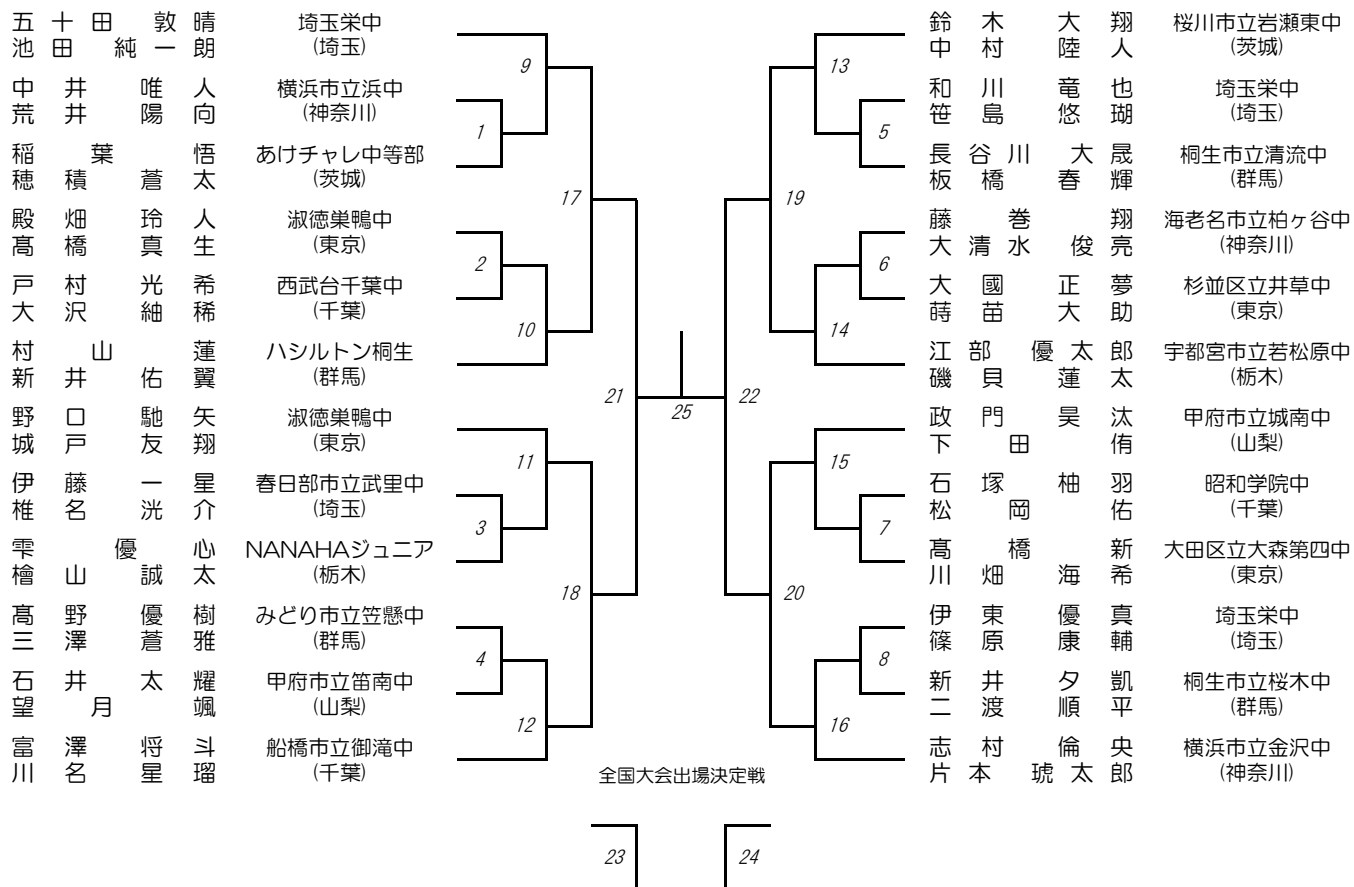 五十田 敦晴 埼玉栄中
池田 純一朗 (埼玉)
中井 唯人 横浜市立浜中
荒井 陽向 (神奈川)
稲葉 悟 あけチャレ中等部
穂積 蒼太 (茨城)
殿畑 玲人 淑徳巣鴨中
髙橋 真生 (東京)
戸村 光希 西武台千葉中
大沢 紬稀 (千葉)
村山 蓮 ハシルトン桐生
新井 佑翼 (群馬)
野口 馳矢 淑徳巣鴨中
城戸 友翔 (東京)
伊藤 一星 春日部市立武里中
椎名 洸介 (埼玉)
雫 優心 NANAHAジュニア
檜山 誠太 (栃木)
髙野 優樹 みどり市立笠懸中
三澤 蒼雅 (群馬)
石井 太耀 甲府市立笛南中
望月 颯 (山梨)
富澤 将斗 船橋市立御滝中
川名 星瑠 (千葉)
9
1
17
2
10
21
11
3
18
4
12
25
鈴木 大翔 桜川市立岩瀬東中
中村 陸人 (茨城)
和川 竜也 埼玉栄中
笹島 悠瑚 (埼玉)
長谷川 大晟 桐生市立清流中
板橋 春輝 (群馬)
藤巻 翔 海老名市立柏ヶ谷中
大清水 俊亮 (神奈川)
大國 正夢 杉並区立井草中
蒔苗 大助 (東京)
江部 優太郎 宇都宮市立若松原中
磯貝 蓮太 (栃木)
政門 昊汰 甲府市立城南中
下田 侑 (山梨)
石塚 柚羽 昭和学院中
松岡 佑 (千葉)
髙橋 新 大田区立大森第四中
川畑 海希 (東京)
伊東 優真 埼玉栄中
篠原 康輔 (埼玉)
新井 夕凱 桐生市立桜木中
二渡 順平 (群馬)
志村 倫央 横浜市立金沢中
片本 琥太郎 (神奈川)
13
5
19
6
14
22
15
7
20
8
16
全国大会出場決定戦
23
24